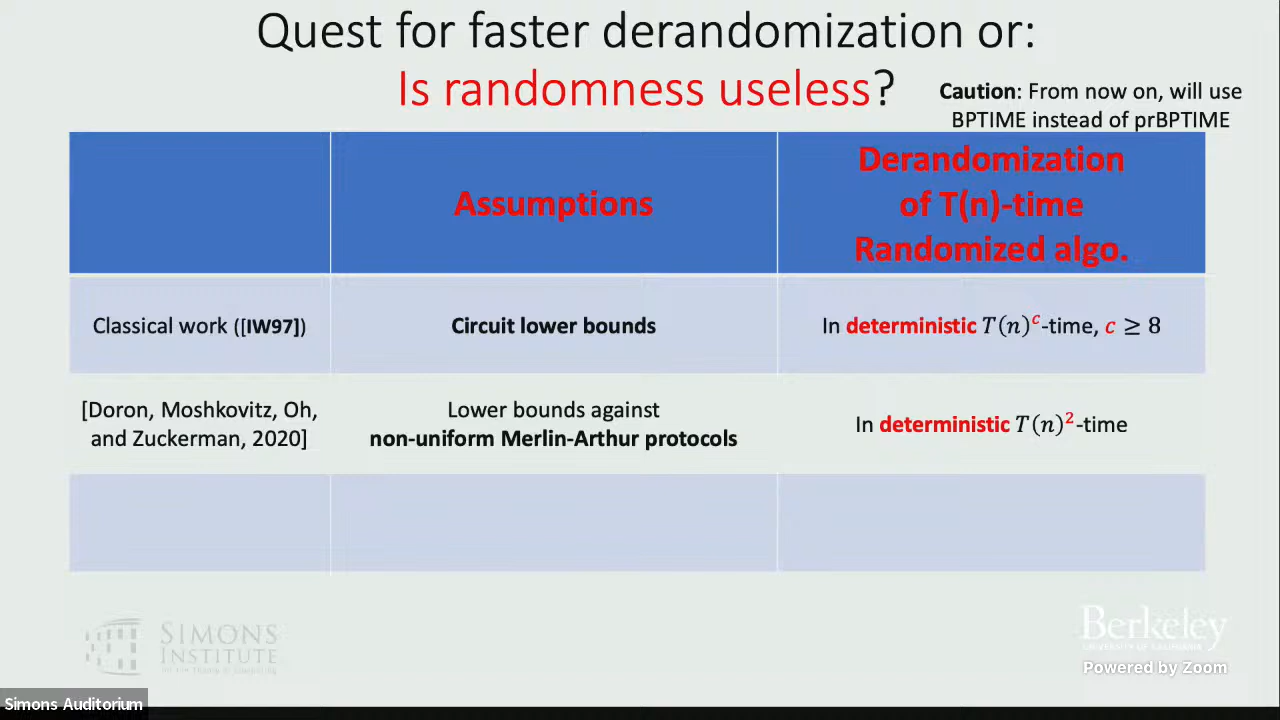 Quest for faster derandomization or:
Is randomness useless?
Caution: From now on, will use
BPTIME instead of prBPTIME
Assumptions
Derandomization
of T(n)-time
Randomized algo.
Classical work ([IW97])
Circuit lower bounds
In deterministic T(n)^c-time, c ≥ 8
[Doron, Moshkovitz, Oh,
and Zuckerman, 2020]
Lower bounds against
non-uniform Merlin-Arthur protocols
In deterministic T(n)^2-time
SIMONS
INSTITUTE
Berkeley
UNIVERSITY OF CALIFORNIA
Powered by Zoom
Simons Auditorium